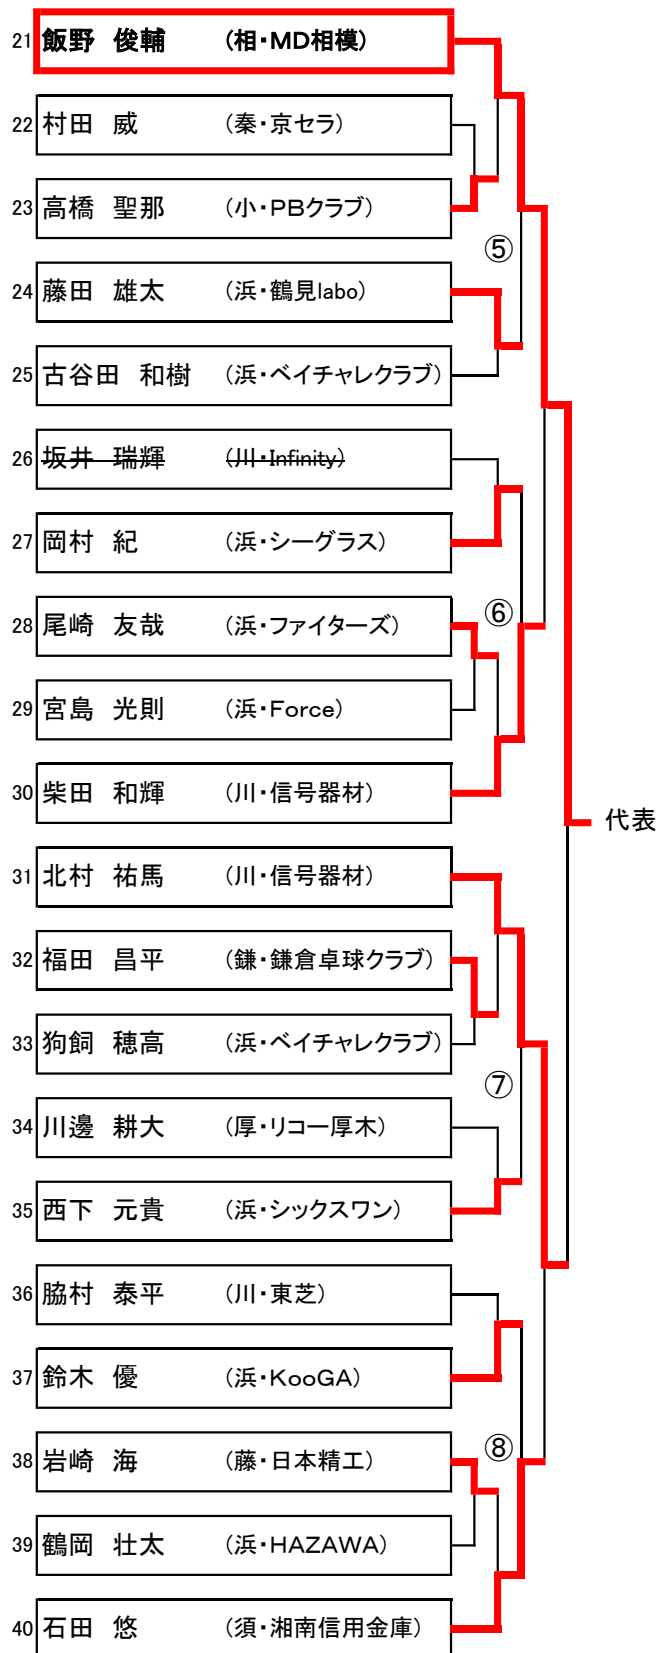 21 飯野　俊輔 (相・MD相模)
22 村田　威 (秦・京セラ)
23 高橋　聖那 (小・PBクラブ)
⑤
24 藤田　雄太 (浜・鶴見labo)
25 古谷田　和樹 (浜・ベイチャレクラブ)
26 坂井　瑞輝 (川・Infinity)
27 岡村　紀 (浜・シーグラス)
⑥
28 尾崎　友哉 (浜・ファイターズ)
29 宮島　光則 (浜・Force)
30 柴田　和輝 (川・信号器材)
代表
31 北村　祐馬 (川・信号器材)
32 福田　昌平 (鎌・鎌倉卓球クラブ)
33 狗飼　穂高 (浜・ベイチャレクラブ)
⑦
34 川邊　耕大 (厚・リコー厚木)
35 西下　元貴 (浜・シックスワン)
36 脇村　泰平 (川・東芝)
37 鈴木　優 (浜・KooGA)
⑧
38 岩崎　海 (藤・日本精工)
39 鶴岡　壮太 (浜・HAZAWA)
40 石田　悠 (須・湘南信用金庫)